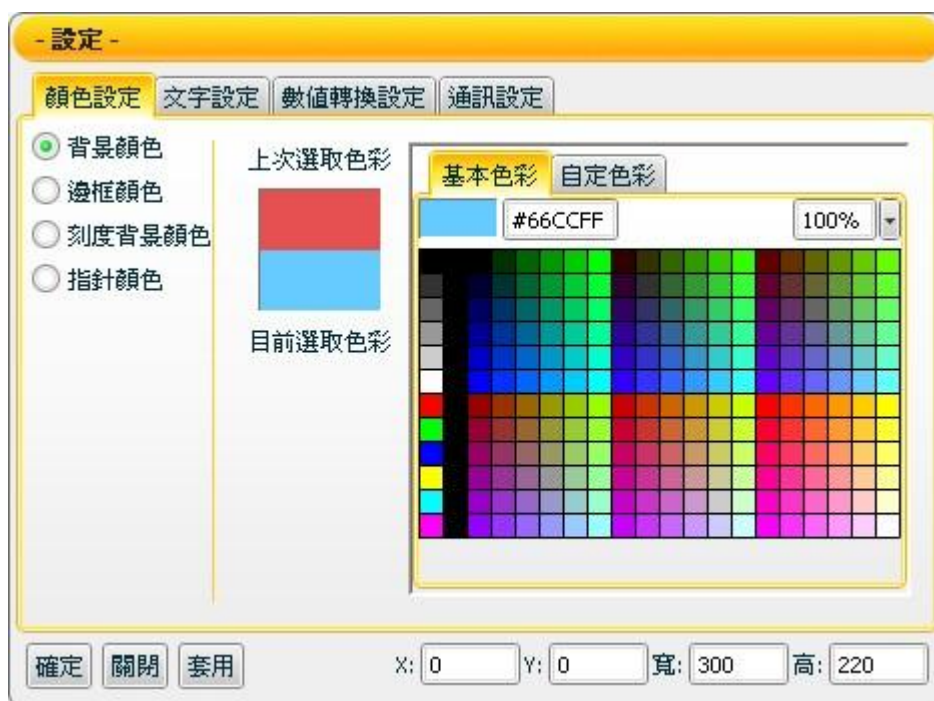 - 設定 -
顏色設定 文字設定 數值轉換設定 通訊設定
背景顏色
邊框顏色
刻度背景顏色
指針顏色
上次選取色彩
目前選取色彩
基本色彩 自定色彩
#66CCFF 100%
確定 關閉 套用 X: 0 Y: 0 寬: 300 高: 220